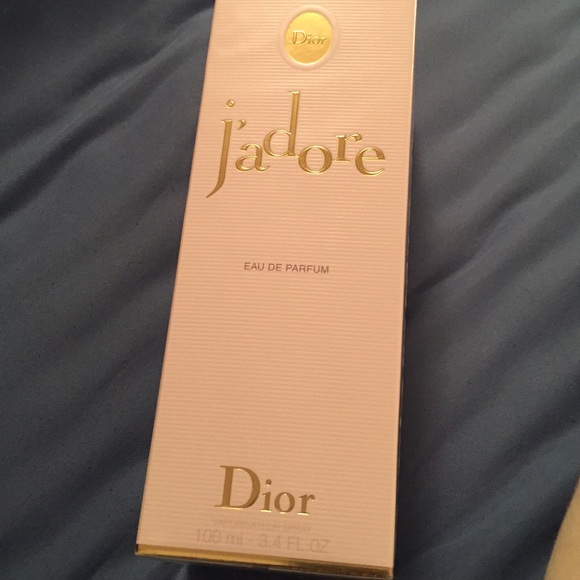 Dior
j'adore
EAU DE PARFUM
Dior
100 ml - 3.4 FL.OZ